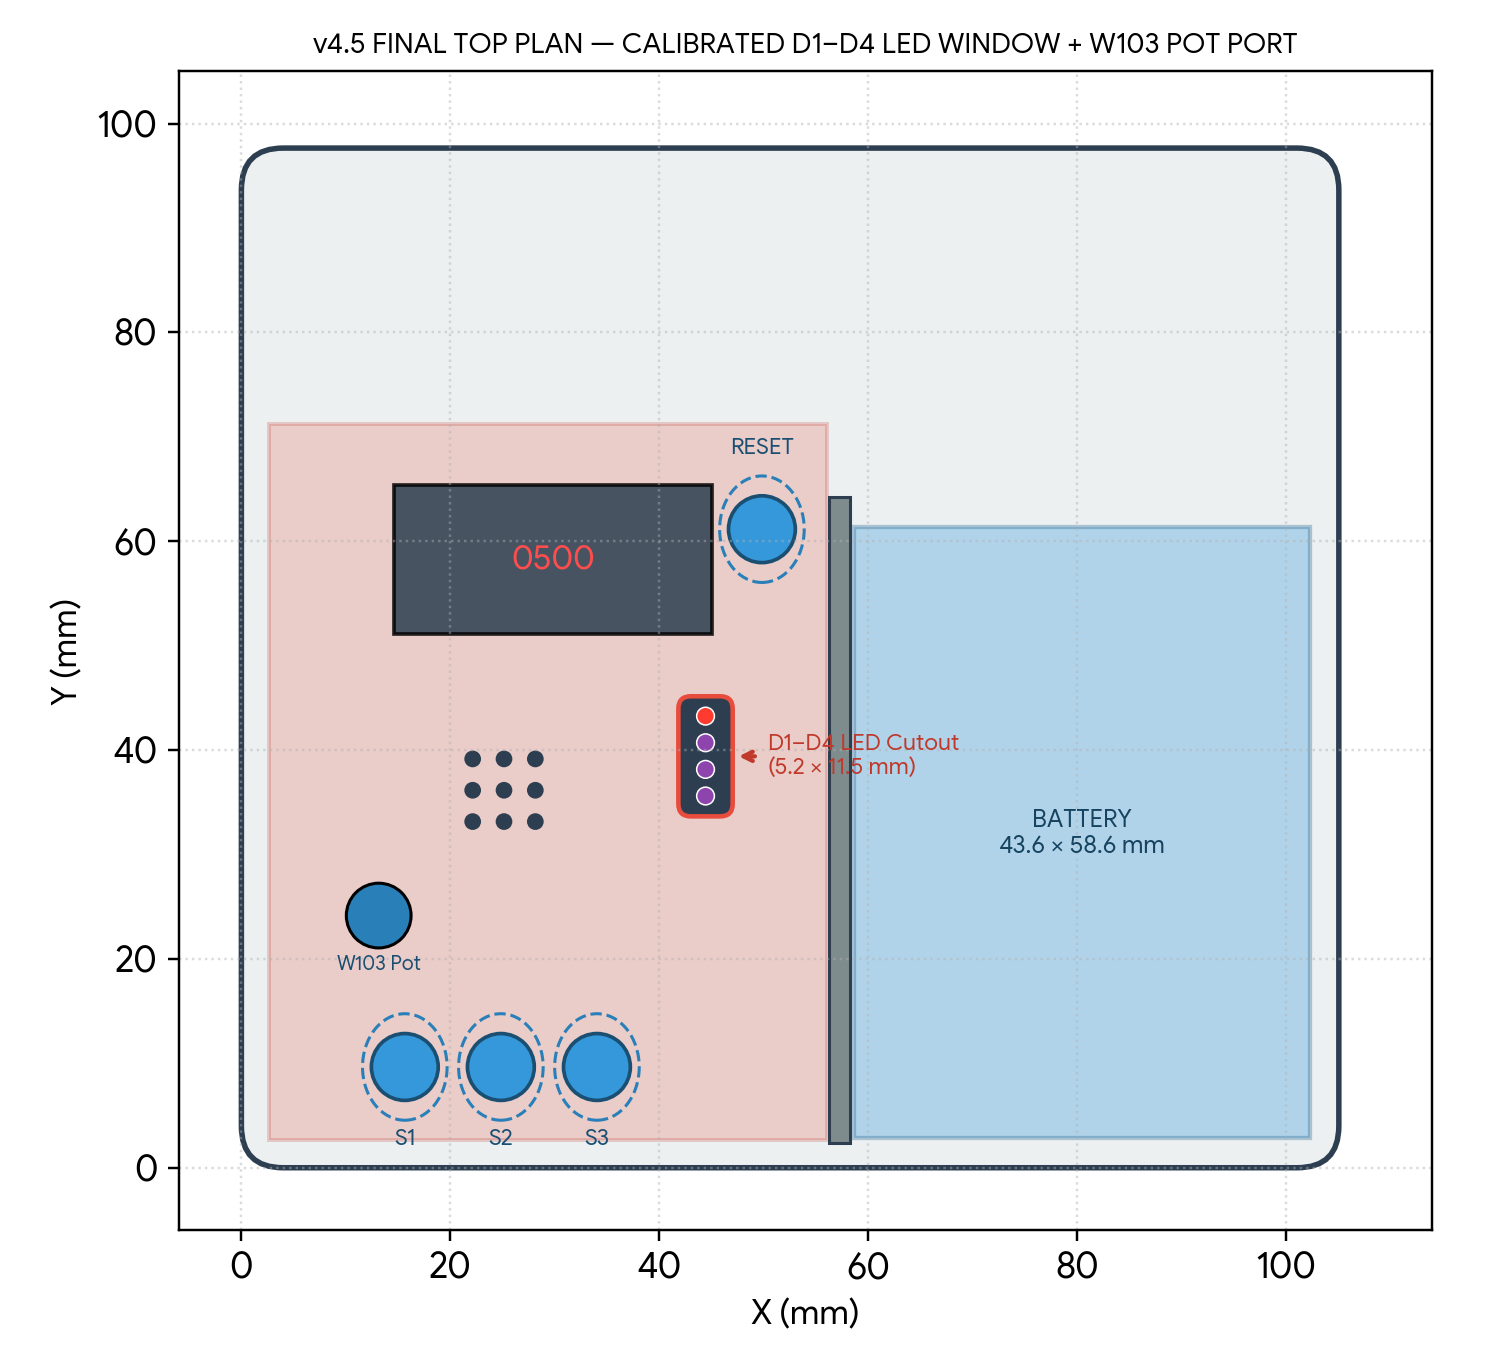 v4.5 FINAL TOP PLAN — CALIBRATED D1–D4 LED WINDOW + W103 POT PORT
100
80
60
40
20
0
Y (mm)
RESET
0500
D1–D4 LED Cutout
(5.2 × 11.5 mm)
BATTERY
43.6 × 58.6 mm
W103 Pot
S1
S2
S3
0
20
40
60
80
100
X (mm)